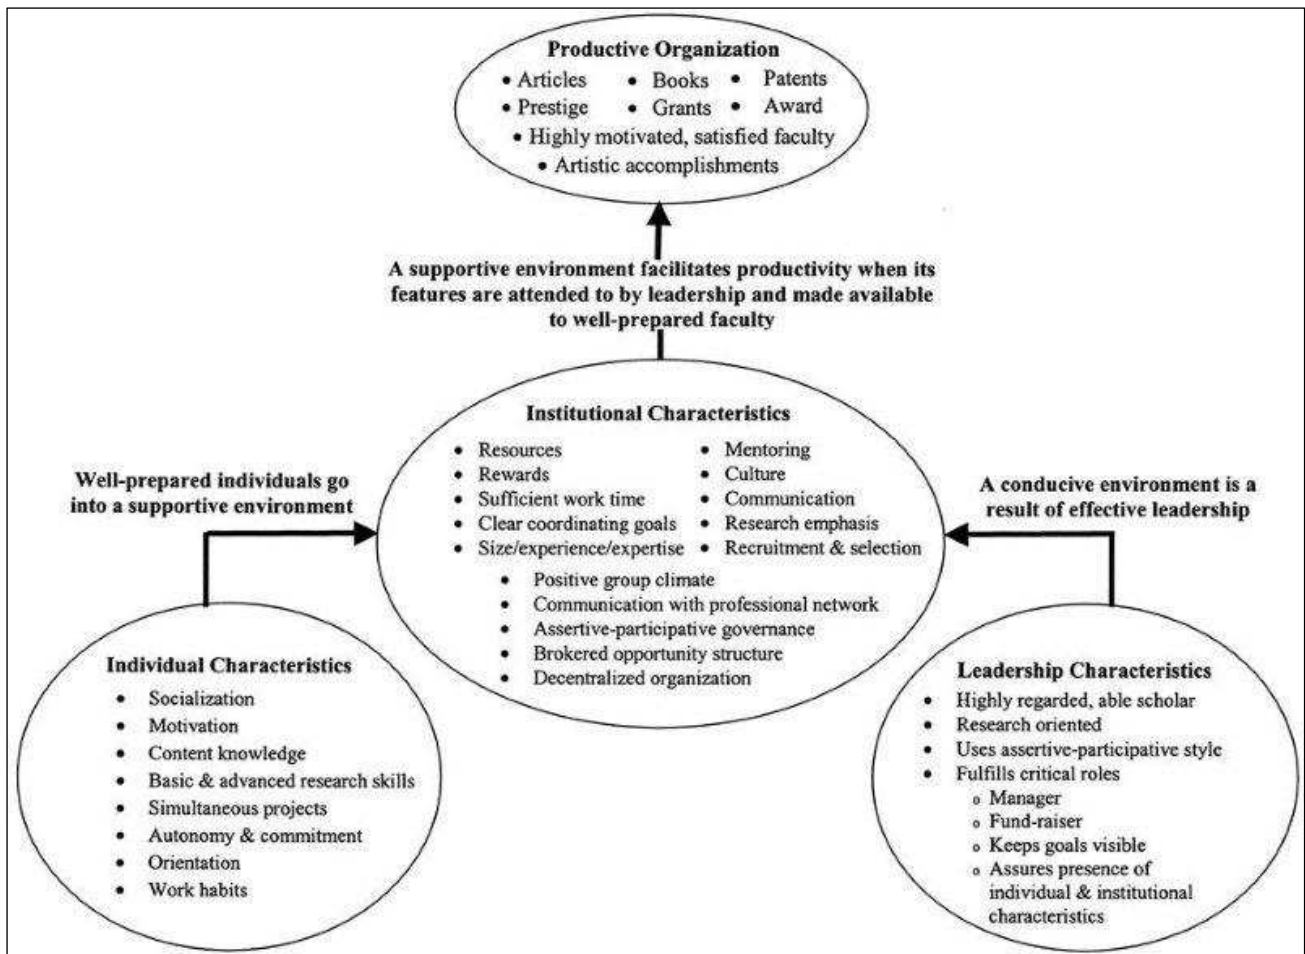 Productive Organization
• Articles • Books • Patents
• Prestige • Grants • Award
• Highly motivated, satisfied faculty
• Artistic accomplishments
A supportive environment facilitates productivity when its
features are attended to by leadership and made available
to well-prepared faculty
Institutional Characteristics
• Resources
• Rewards
• Sufficient work time
• Clear coordinating goals
• Size/experience/expertise
• Mentoring
• Culture
• Communication
• Research emphasis
• Recruitment & selection
• Positive group climate
• Communication with professional network
• Assertive-participative governance
• Brokered opportunity structure
• Decentralized organization
Well-prepared individuals go
into a supportive environment
A conducive environment is a
result of effective leadership
Individual Characteristics
• Socialization
• Motivation
• Content knowledge
• Basic & advanced research skills
• Simultaneous projects
• Autonomy & commitment
• Orientation
• Work habits
Leadership Characteristics
• Highly regarded, able scholar
• Research oriented
• Uses assertive-participative style
• Fulfills critical roles
o Manager
o Fund-raiser
o Keeps goals visible
o Assures presence of
individual & institutional
characteristics